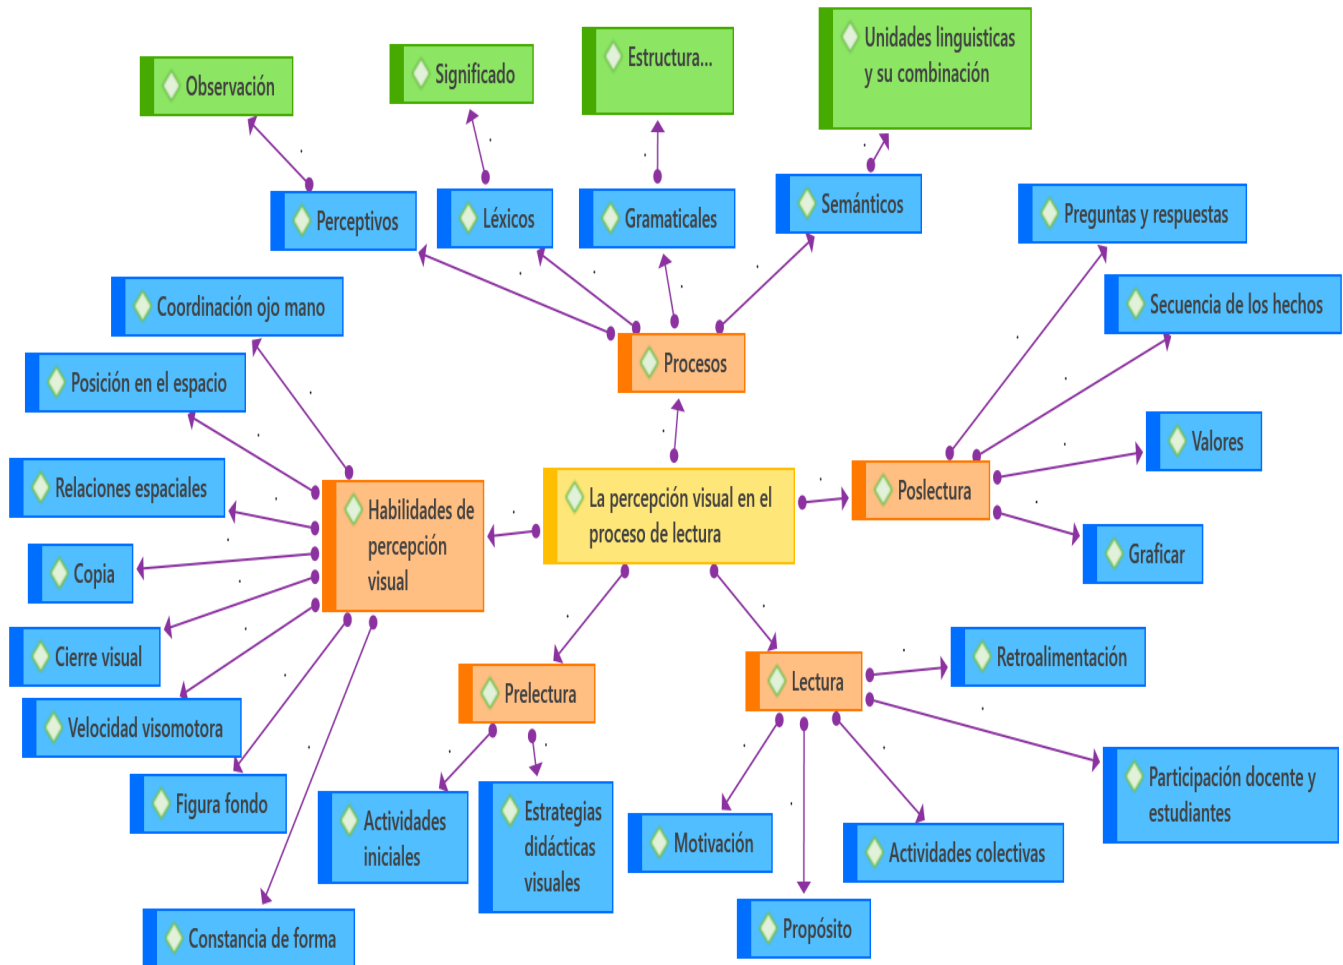 Unidades linguisticas
y su combinación
Estructura...
Significado
Observación
Perceptivos
Léxicos
Gramaticales
Semánticos
Preguntas y respuestas
Coordinación ojo mano
Secuencia de los hechos
Procesos
Posición en el espacio
Valores
Relaciones espaciales
Habilidades de
percepción
visual
La percepción visual en el
proceso de lectura
Poslectura
Graficar
Copia
Cierre visual
Retroalimentación
Prelectura
Lectura
Velocidad visomotora
Participación docente y
estudiantes
Figura fondo
Actividades
iniciales
Estrategias
didácticas
visuales
Motivación
Actividades colectivas
Propósito
Constancia de forma